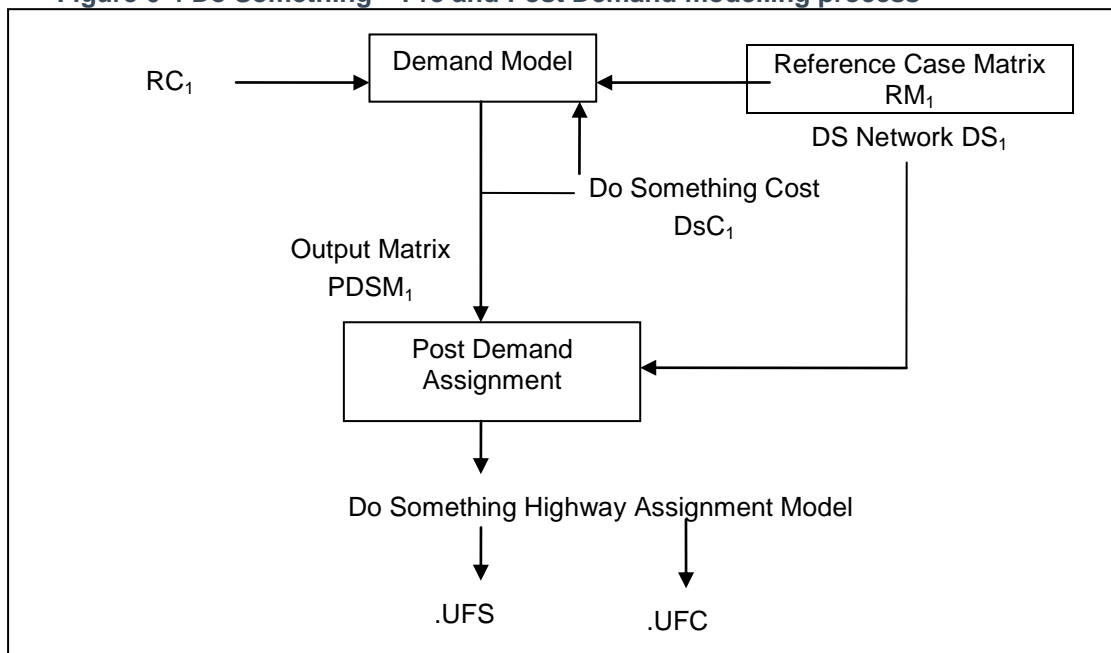 Figure 6-4 Do Something – Pre and Post Demand modelling process
Demand Model
RC₁
Reference Case Matrix
RM₁
DS Network DS₁
Do Something Cost
DsC₁
Output Matrix
PDSM₁
Post Demand
Assignment
Do Something Highway Assignment Model
.UFS
.UFC